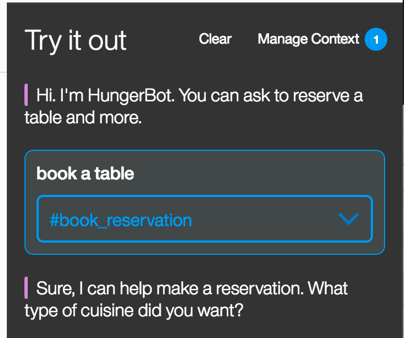 Try it out
Clear
Manage Context 1
Hi. I'm HungerBot. You can ask to reserve a
table and more.
book a table
#book_reservation
Sure, I can help make a reservation. What
type of cuisine did you want?